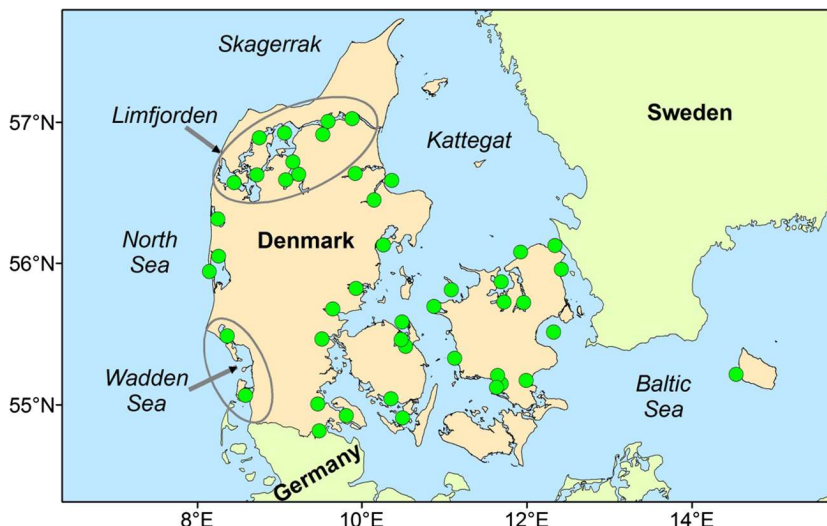 Skagerrak
Limfjorden
57°N
Sweden
Kattegat
North
Sea
Denmark
56°N
Wadden
Sea
Baltic
Sea
55°N
Germany
8°E
10°E
12°E
14°E